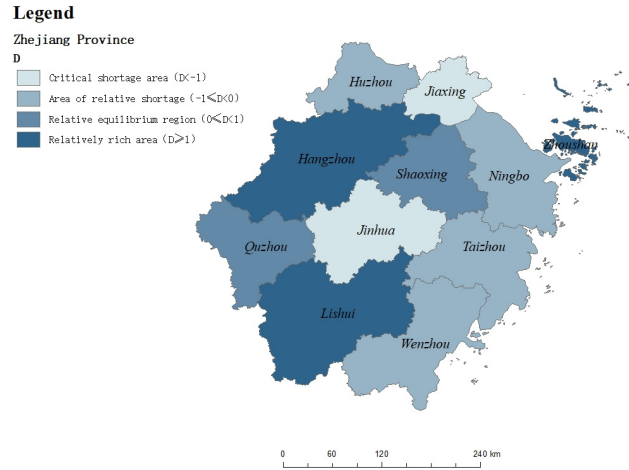 Legend
Zhejiang Province
D
Critical shortage area (D<-1)
Area of relative shortage (-1≤D<0)
Relative equilibrium region (0≤D<1)
Relatively rich area (D≥1)
Huzhou
Jiaxing
Hangzhou
Zhoushan
Shaoxing
Ningbo
Jinhua
Quzhou
Taizhou
Lishui
Wenzhou
0 60 120 240 km